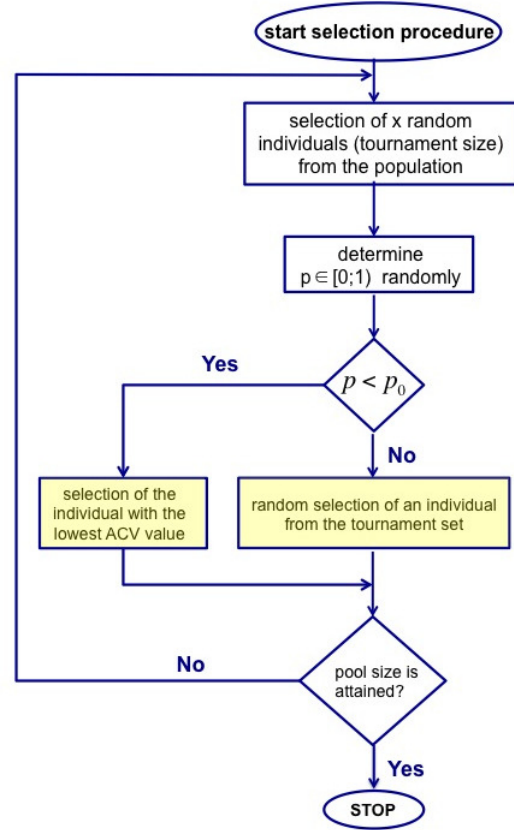 start selection procedure
selection of x random
individuals (tournament size)
from the population
determine
p∈[0;1) randomly
p < p₀
Yes
No
selection of the
individual with the
lowest ACV value
random selection of an individual
from the tournament set
No
pool size is
attained?
Yes
STOP